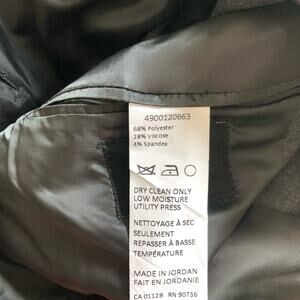 4900120663
68% Polyester
28% Viscose
4% Spandex
DRY CLEAN ONLY
LOW MOISTURE
UTILITY PRESS
NETTOYAGE À SEC
SEULEMENT
REPASSER À BASSE
TEMPÉRATURE
MADE IN JORDAN
FAIT EN JORDANIE
CA 01129 RN 90736